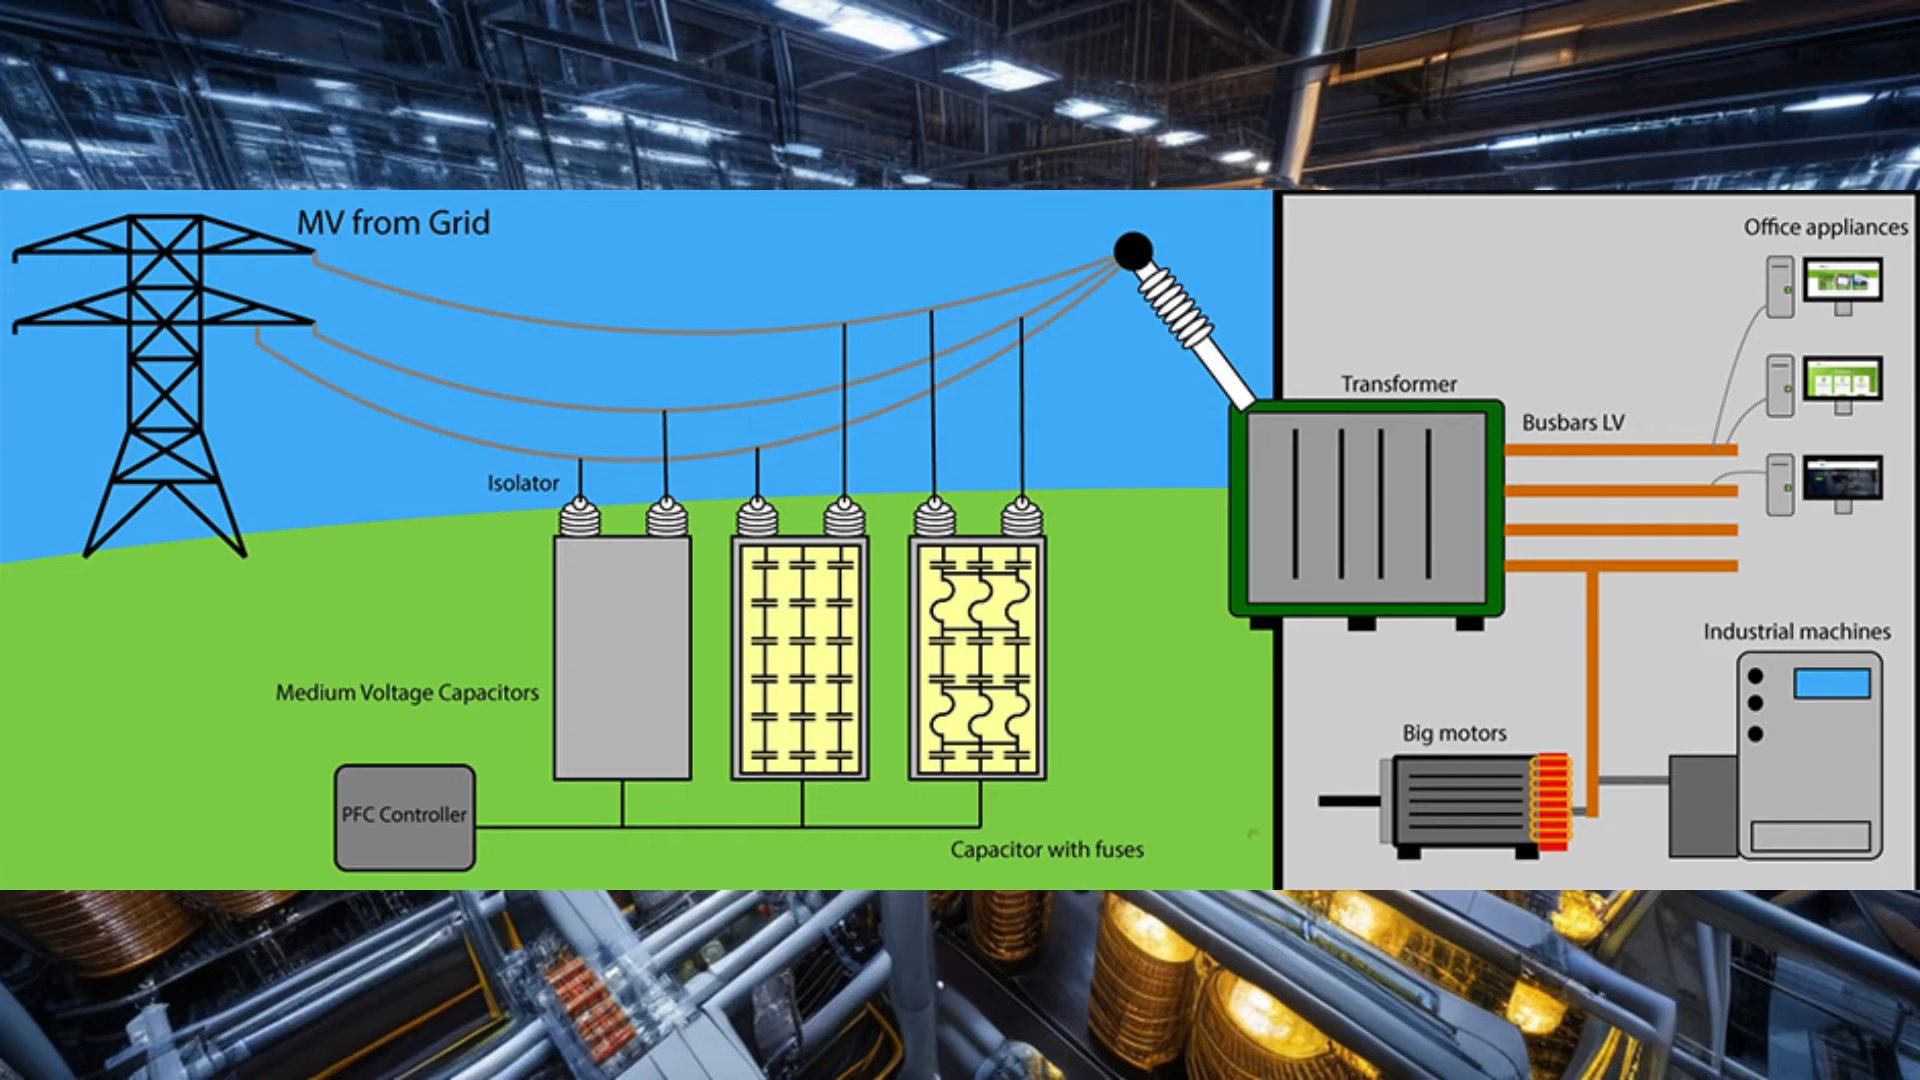 MV from Grid
Office appliances
Transformer
Busbars LV
Isolator
Industrial machines
Medium Voltage Capacitors
Big motors
PFC Controller
Capacitor with fuses